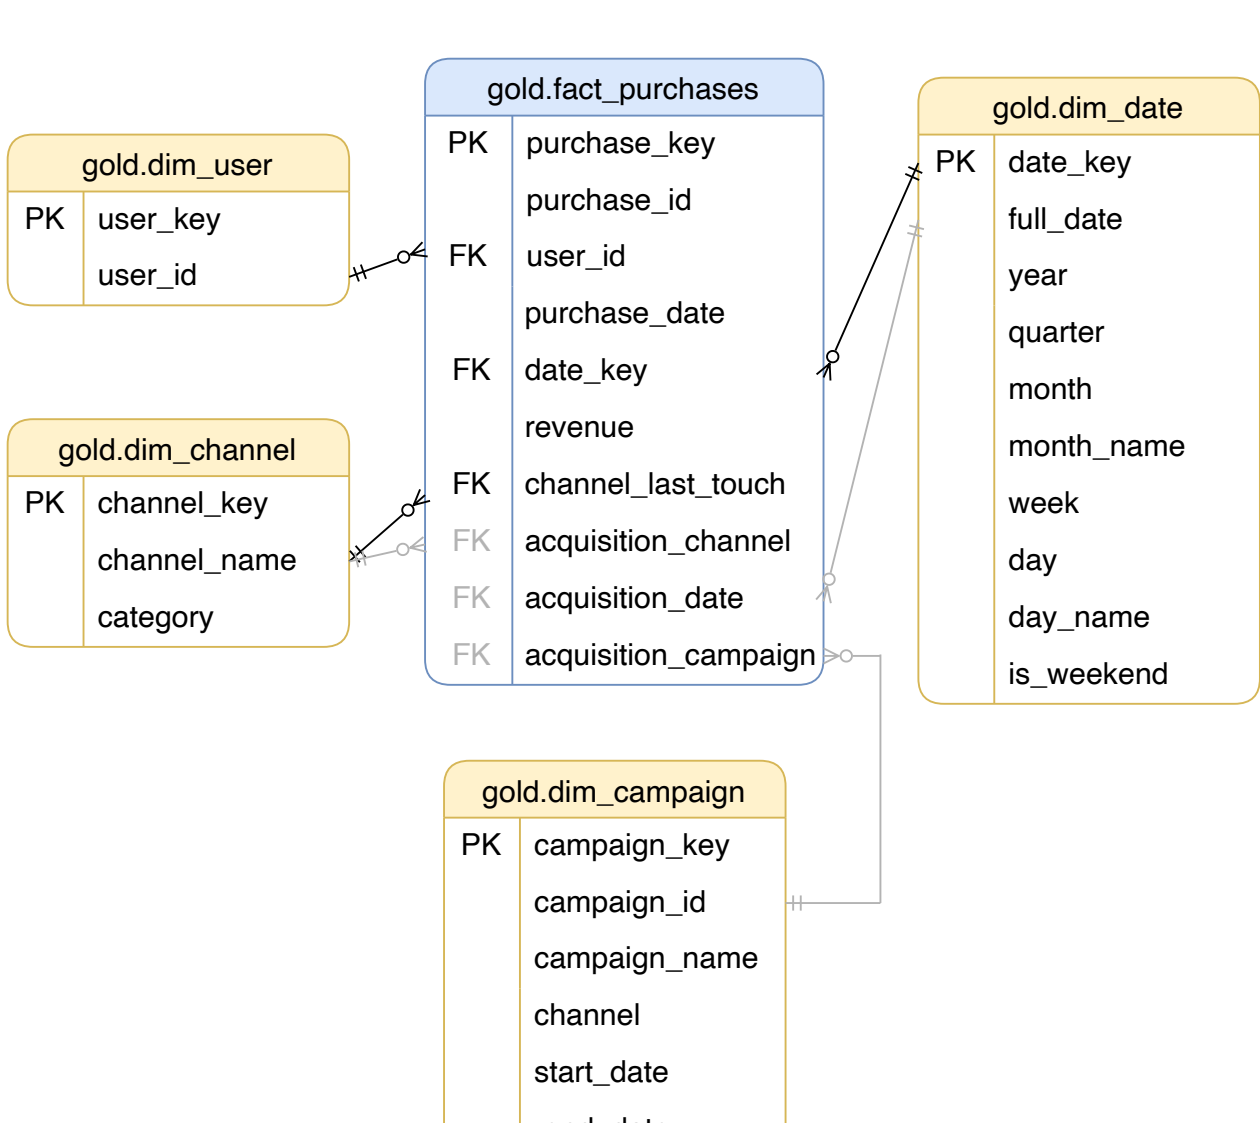 gold.fact_purchases
PK purchase_key
purchase_id
FK user_id
purchase_date
FK date_key
revenue
FK channel_last_touch
FK acquisition_channel
FK acquisition_date
FK acquisition_campaign
gold.dim_user
PK user_key
user_id
gold.dim_channel
PK channel_key
channel_name
category
gold.dim_date
PK date_key
full_date
year
quarter
month
month_name
week
day
day_name
is_weekend
gold.dim_campaign
PK campaign_key
campaign_id
campaign_name
channel
start_date